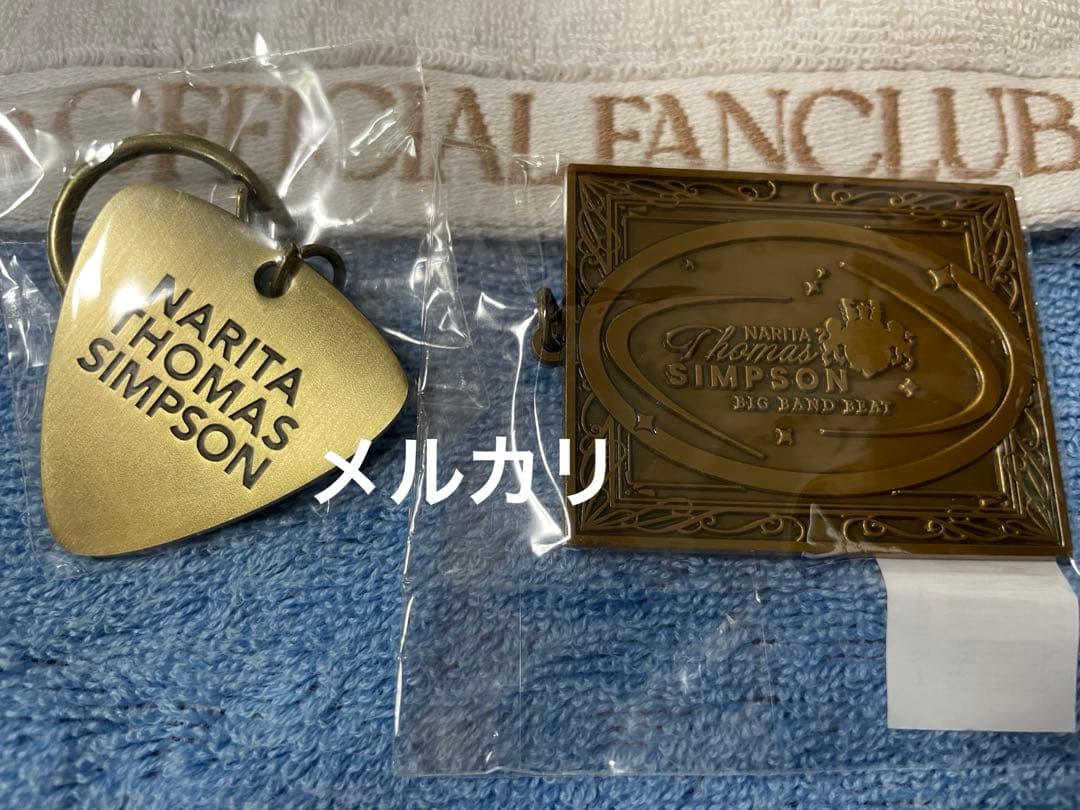 OFFICIAL FANCLUB
NARITA
THOMAS
SIMPSON
NARITA
Thomas
SIMPSON
BIG BAND BEAT
メルカリ